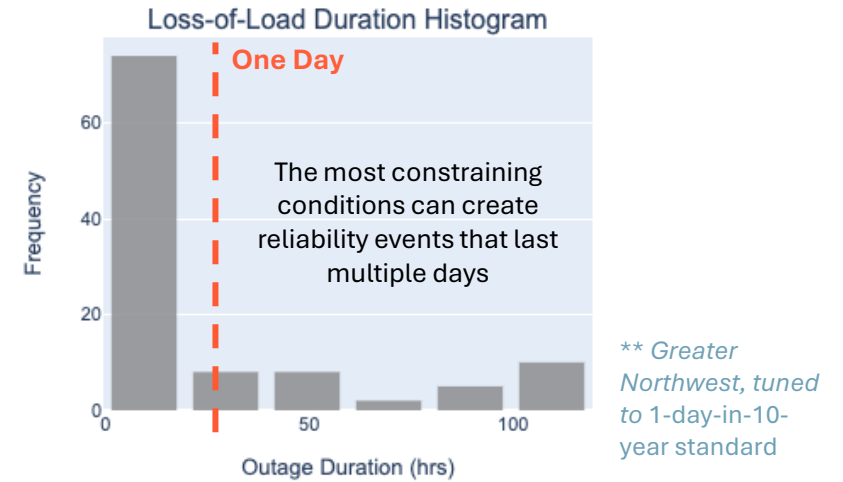 Loss-of-Load Duration Histogram
One Day
60
40
20
0
Frequency
The most constraining
conditions can create
reliability events that last
multiple days
0
50
100
Outage Duration (hrs)
** Greater
Northwest, tuned
to 1-day-in-10-
year standard